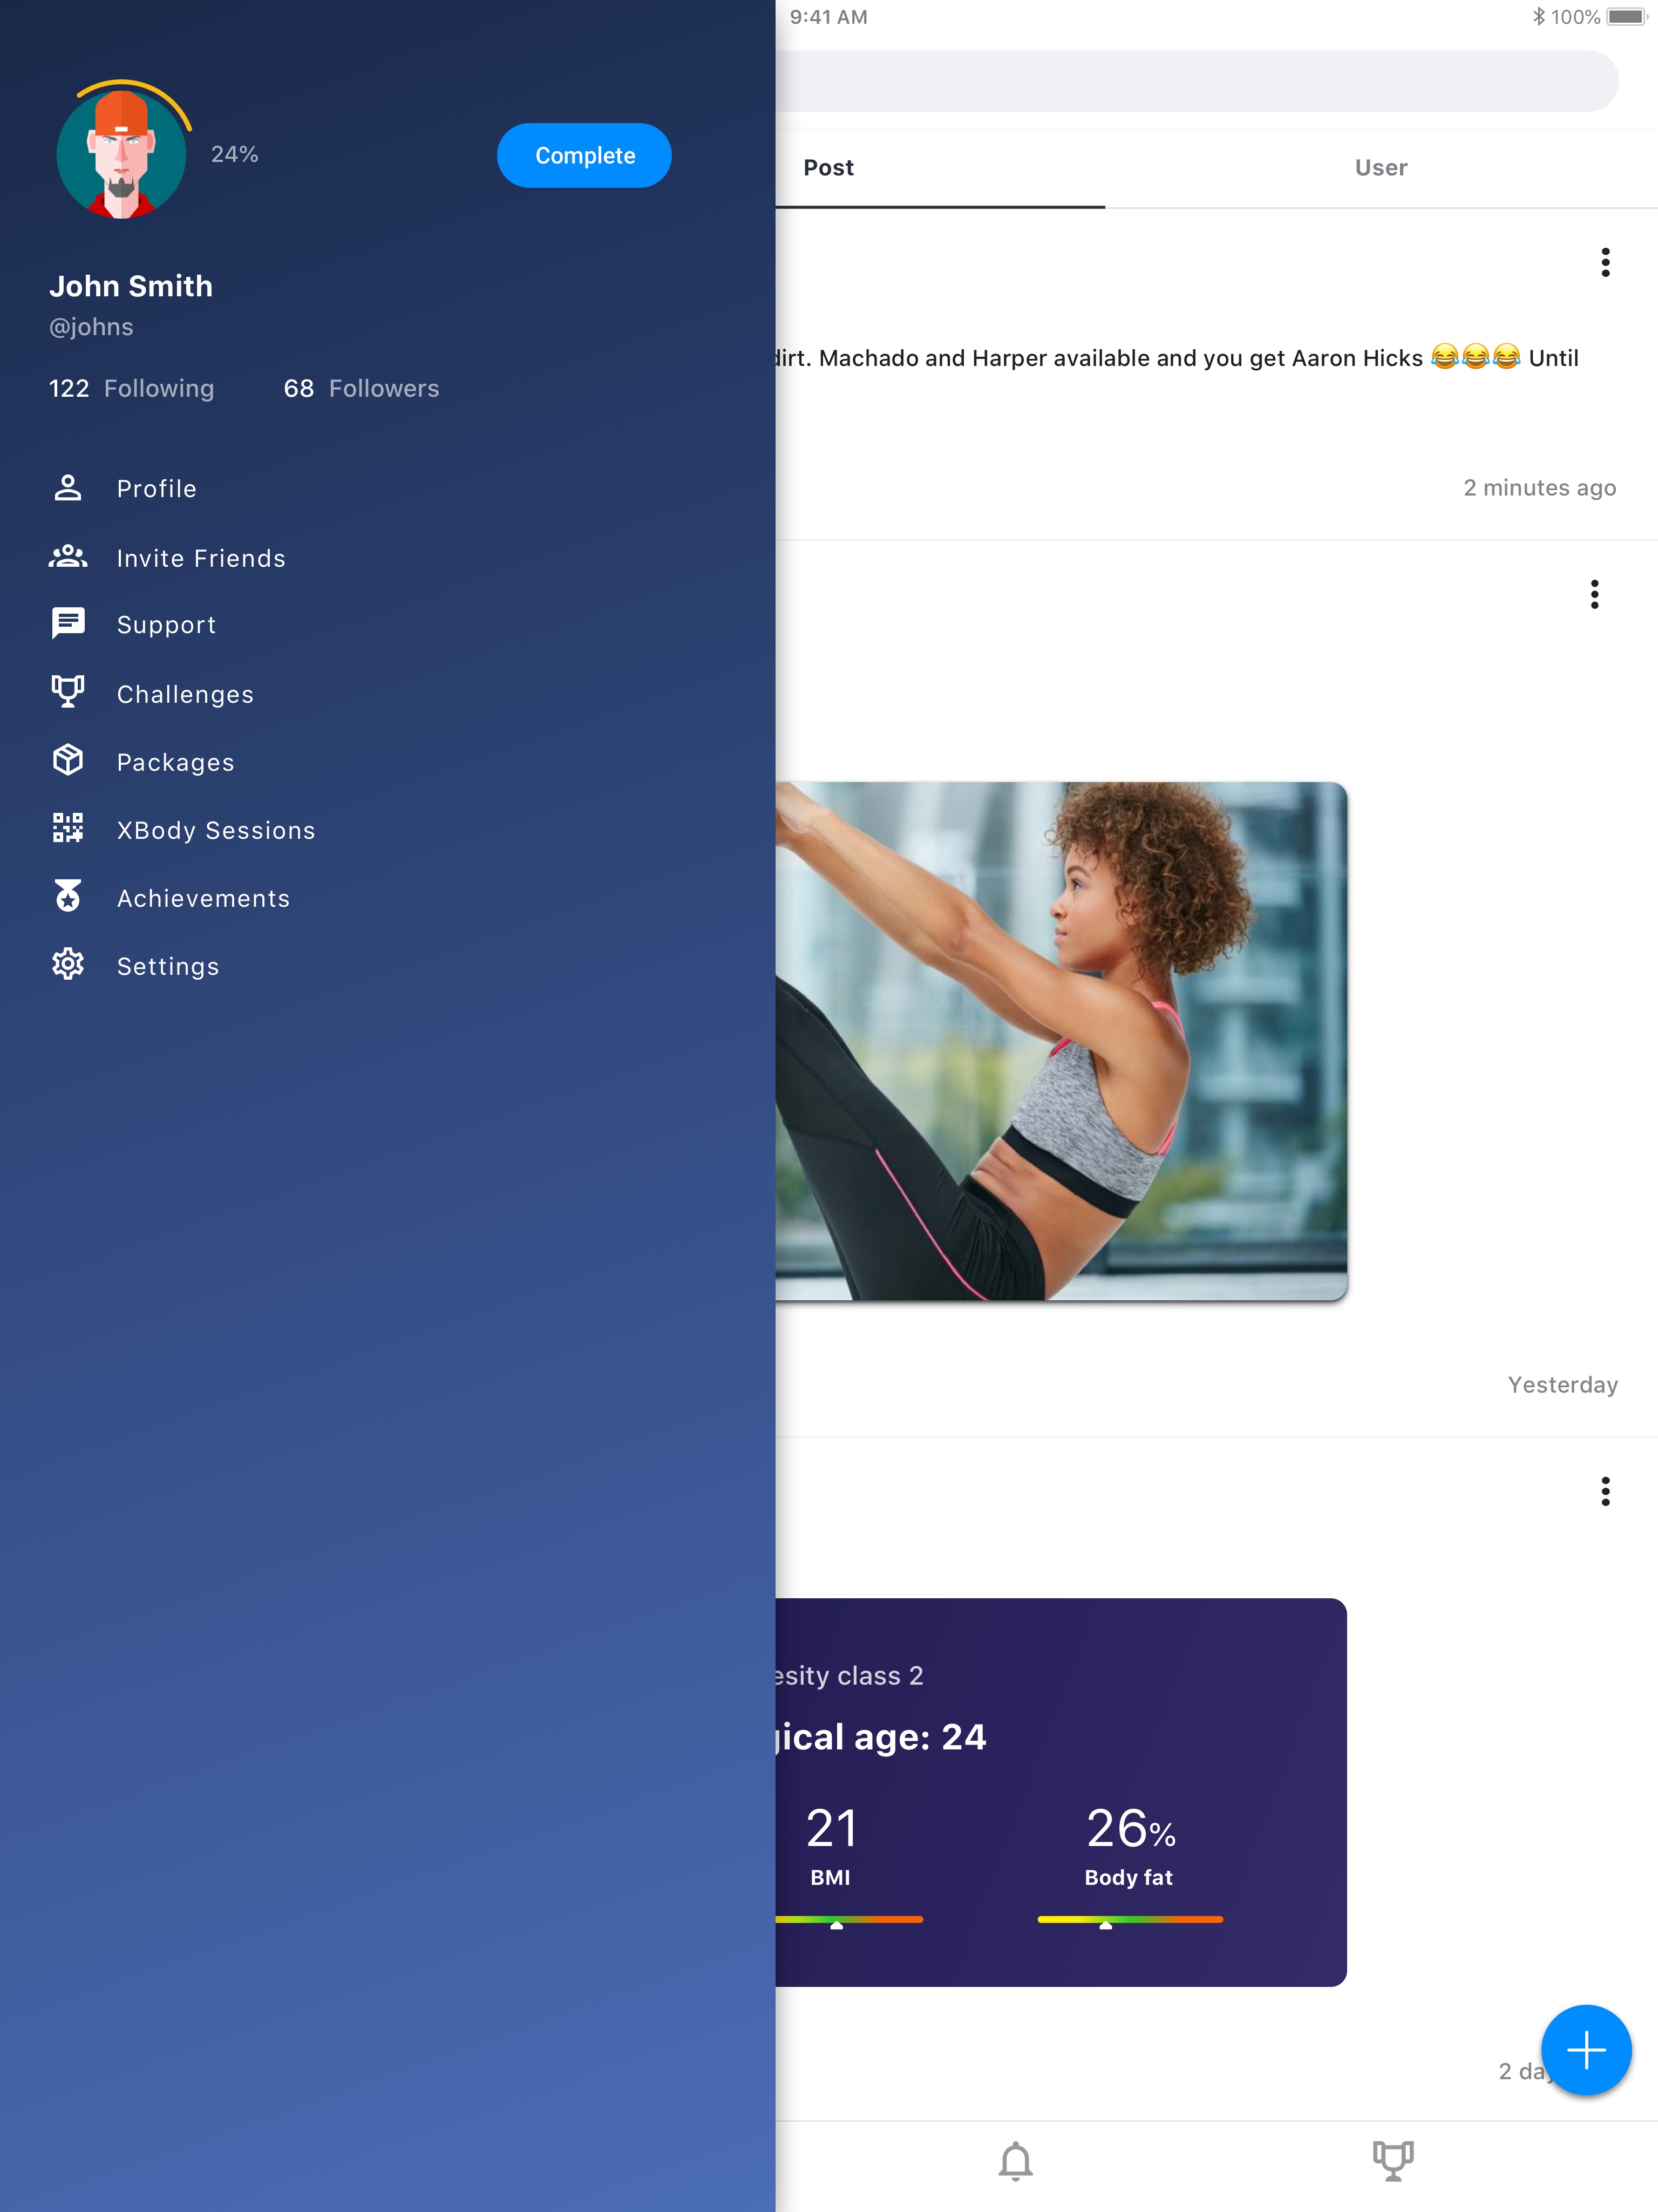 9:41 AM
100%
24%
Complete
Post
User
John Smith
@johns
122 Following
68 Followers
dirt. Machado and Harper available and you get Aaron Hicks 😂😂😂 Until
2 minutes ago
Profile
Invite Friends
Support
Challenges
Packages
XBody Sessions
Achievements
Settings
Yesterday
esity class 2
gical age: 24
21
26%
BMI
Body fat
2 da